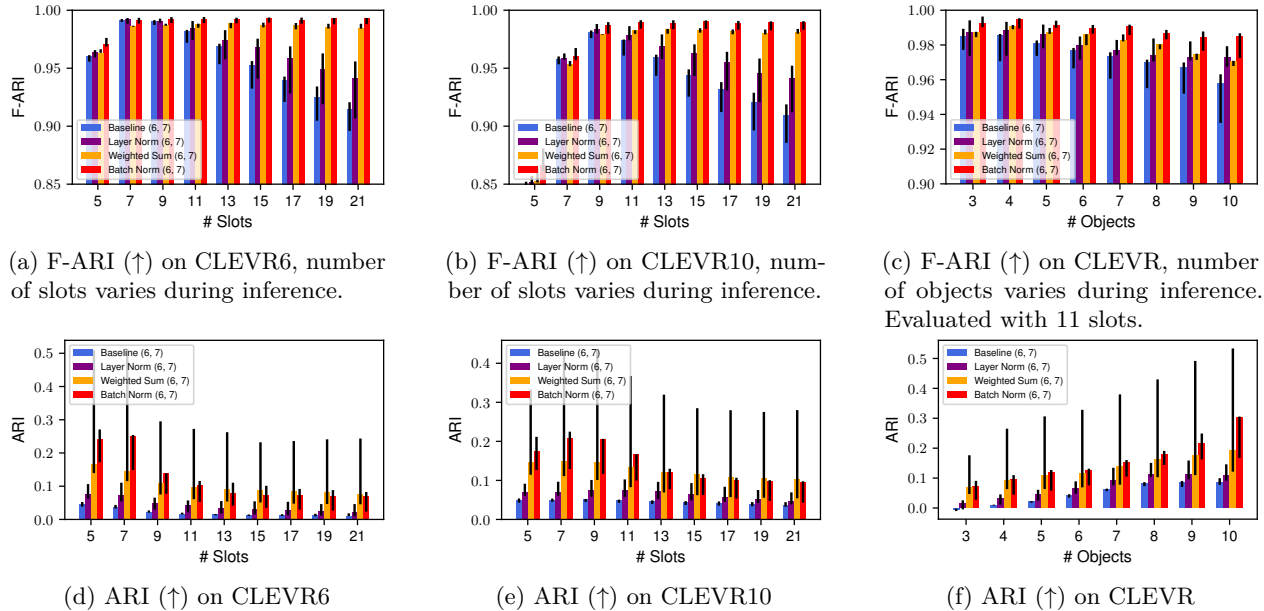 1.00
0.95
0.90
0.85
F-ARI
Baseline (6, 7)
Layer Norm (6, 7)
Weighted Sum (6, 7)
Batch Norm (6, 7)
5 7 9 11 13 15 17 19 21
# Slots
(a) F-ARI (↑) on CLEVR6, number
of slots varies during inference.
1.00
0.95
0.90
0.85
F-ARI
Baseline (6, 7)
Layer Norm (6, 7)
Weighted Sum (6, 7)
Batch Norm (6, 7)
5 7 9 11 13 15 17 19 21
# Slots
(b) F-ARI (↑) on CLEVR10, num-
ber of slots varies during inference.
1.00
0.98
0.96
0.94
0.92
0.90
F-ARI
Baseline (6, 7)
Layer Norm (6, 7)
Weighted Sum (6, 7)
Batch Norm (6, 7)
3 4 5 6 7 8 9 10
# Objects
(c) F-ARI (↑) on CLEVR, number
of objects varies during inference.
Evaluated with 11 slots.
0.5
0.4
0.3
0.2
0.1
0.0
ARI
Baseline (6, 7)
Layer Norm (6, 7)
Weighted Sum (6, 7)
Batch Norm (6, 7)
5 7 9 11 13 15 17 19 21
# Slots
(d) ARI (↑) on CLEVR6
0.4
0.3
0.2
0.1
0.0
ARI
Baseline (6, 7)
Layer Norm (6, 7)
Weighted Sum (6, 7)
Batch Norm (6, 7)
5 7 9 11 13 15 17 19 21
# Slots
(e) ARI (↑) on CLEVR10
0.5
0.4
0.3
0.2
0.1
0.0
ARI
Baseline (6, 7)
Layer Norm (6, 7)
Weighted Sum (6, 7)
Batch Norm (6, 7)
3 4 5 6 7 8 9 10
# Objects
(f) ARI (↑) on CLEVR